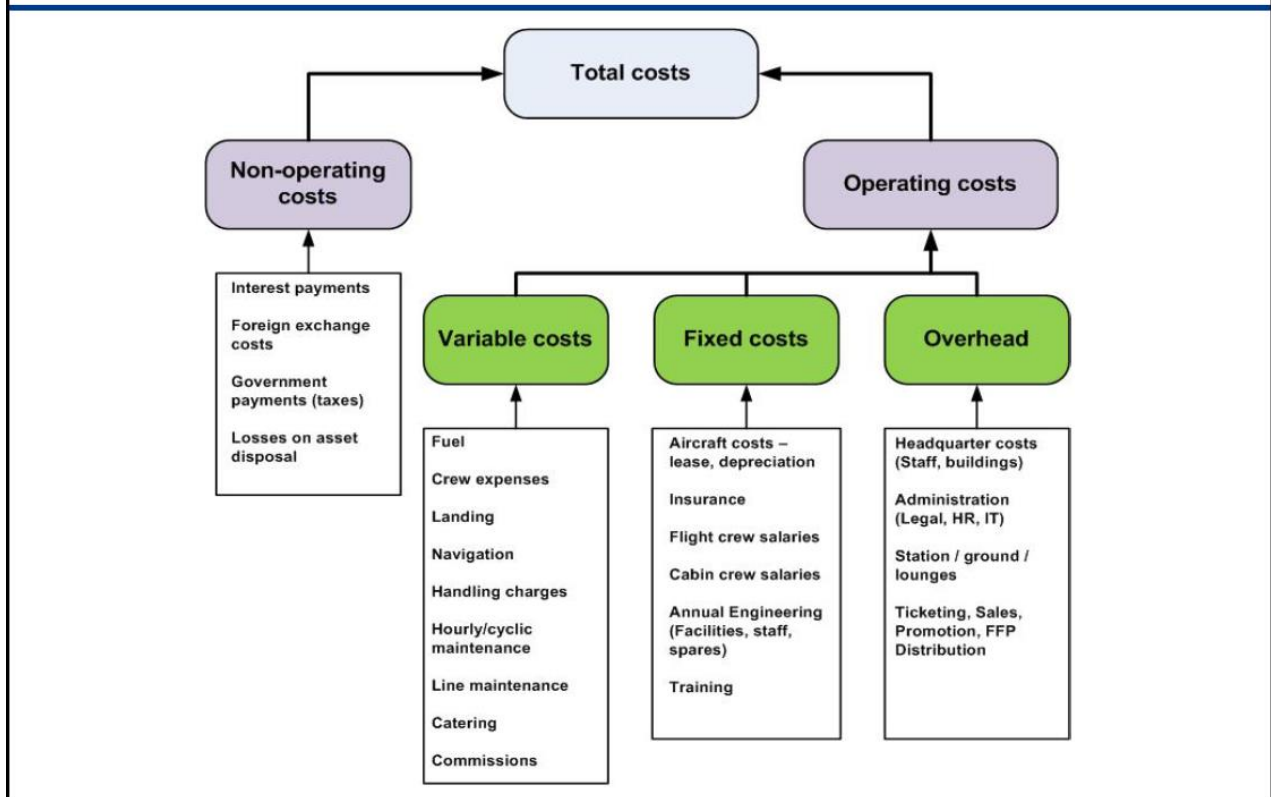 Total costs
Non-operating
costs
Operating costs
Interest payments
Foreign exchange
costs
Government
payments (taxes)
Losses on asset
disposal
Variable costs
Fixed costs
Overhead
Fuel
Crew expenses
Landing
Navigation
Handling charges
Hourly/cyclic
maintenance
Line maintenance
Catering
Commissions
Aircraft costs –
lease, depreciation
Insurance
Flight crew salaries
Cabin crew salaries
Annual Engineering
(Facilities, staff,
spares)
Training
Headquarter costs
(Staff, buildings)
Administration
(Legal, HR, IT)
Station / ground /
lounges
Ticketing, Sales,
Promotion, FFP
Distribution